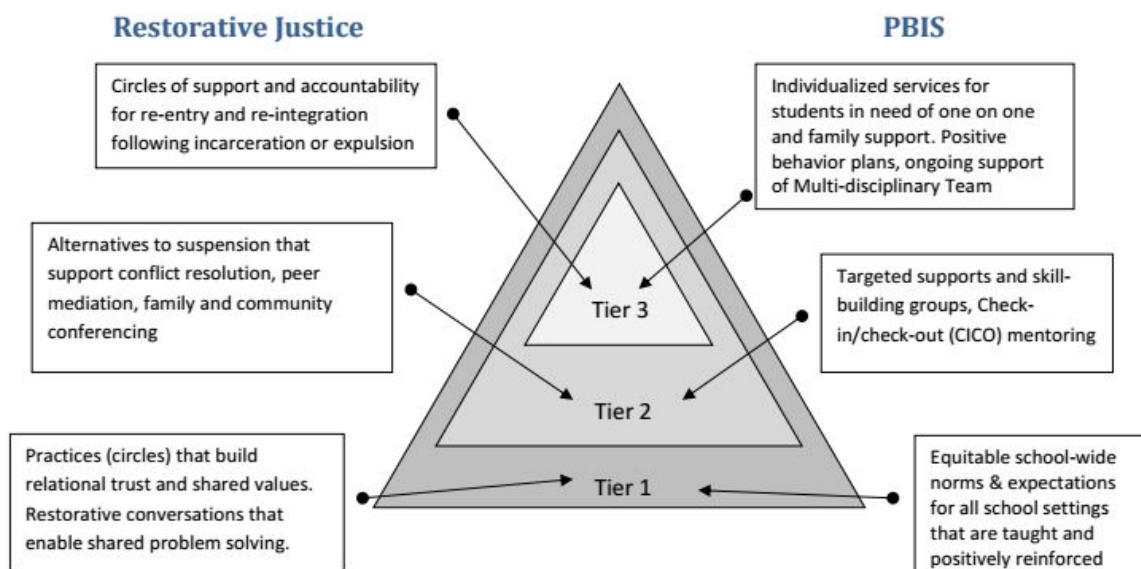 Restorative Justice
PBIS
Circles of support and accountability
for re-entry and re-integration
following incarceration or expulsion
Individualized services for
students in need of one on one
and family support. Positive
behavior plans, ongoing support
of Multi-disciplinary Team
Alternatives to suspension that
support conflict resolution, peer
mediation, family and community
conferencing
Targeted supports and skill-
building groups, Check-
in/check-out (CICO) mentoring
Tier 3
Tier 2
Practices (circles) that build
relational trust and shared values.
Restorative conversations that
enable shared problem solving.
Tier 1
Equitable school-wide
norms & expectations
for all school settings
that are taught and
positively reinforced